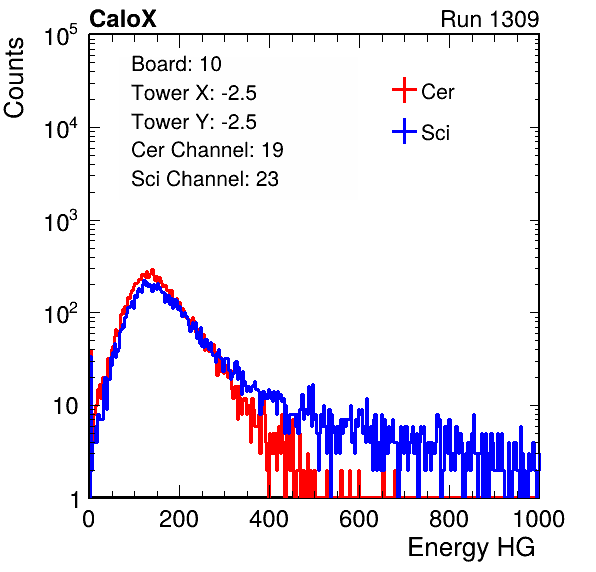 CaloX Run 1309
Counts
10^5
10^4
10^3
10^2
10
1
Board: 10
Tower X: -2.5
Tower Y: -2.5
Cer Channel: 19
Sci Channel: 23
Cer
Sci
0 200 400 600 800 1000
Energy HG